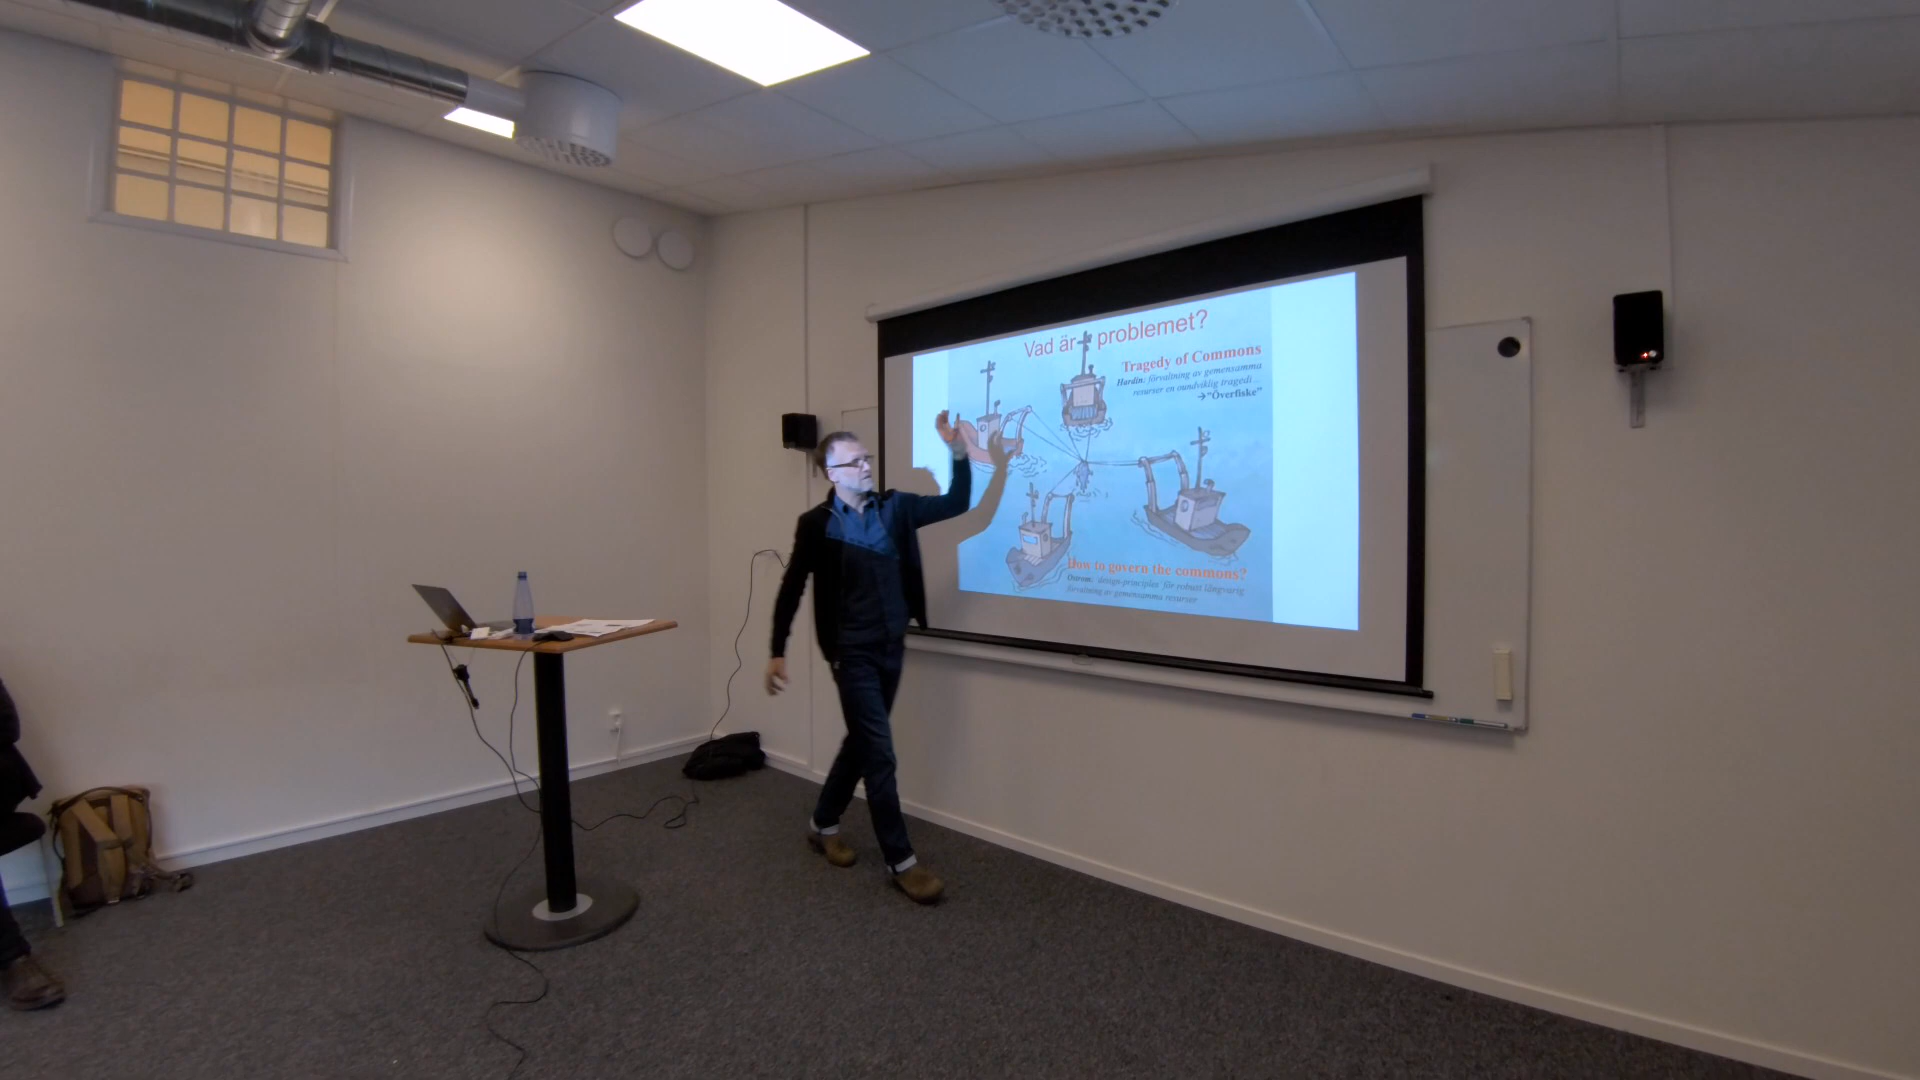 Vad är problemet?
Tragedy of Commons
Hardin: förvaltning av gemensamma
resurser en oundviklig tragedi...
→"Överfiske"
How to govern the commons?
Ostrom: 'design-principles' för robust långvarig
förvaltning av gemensamma resurser